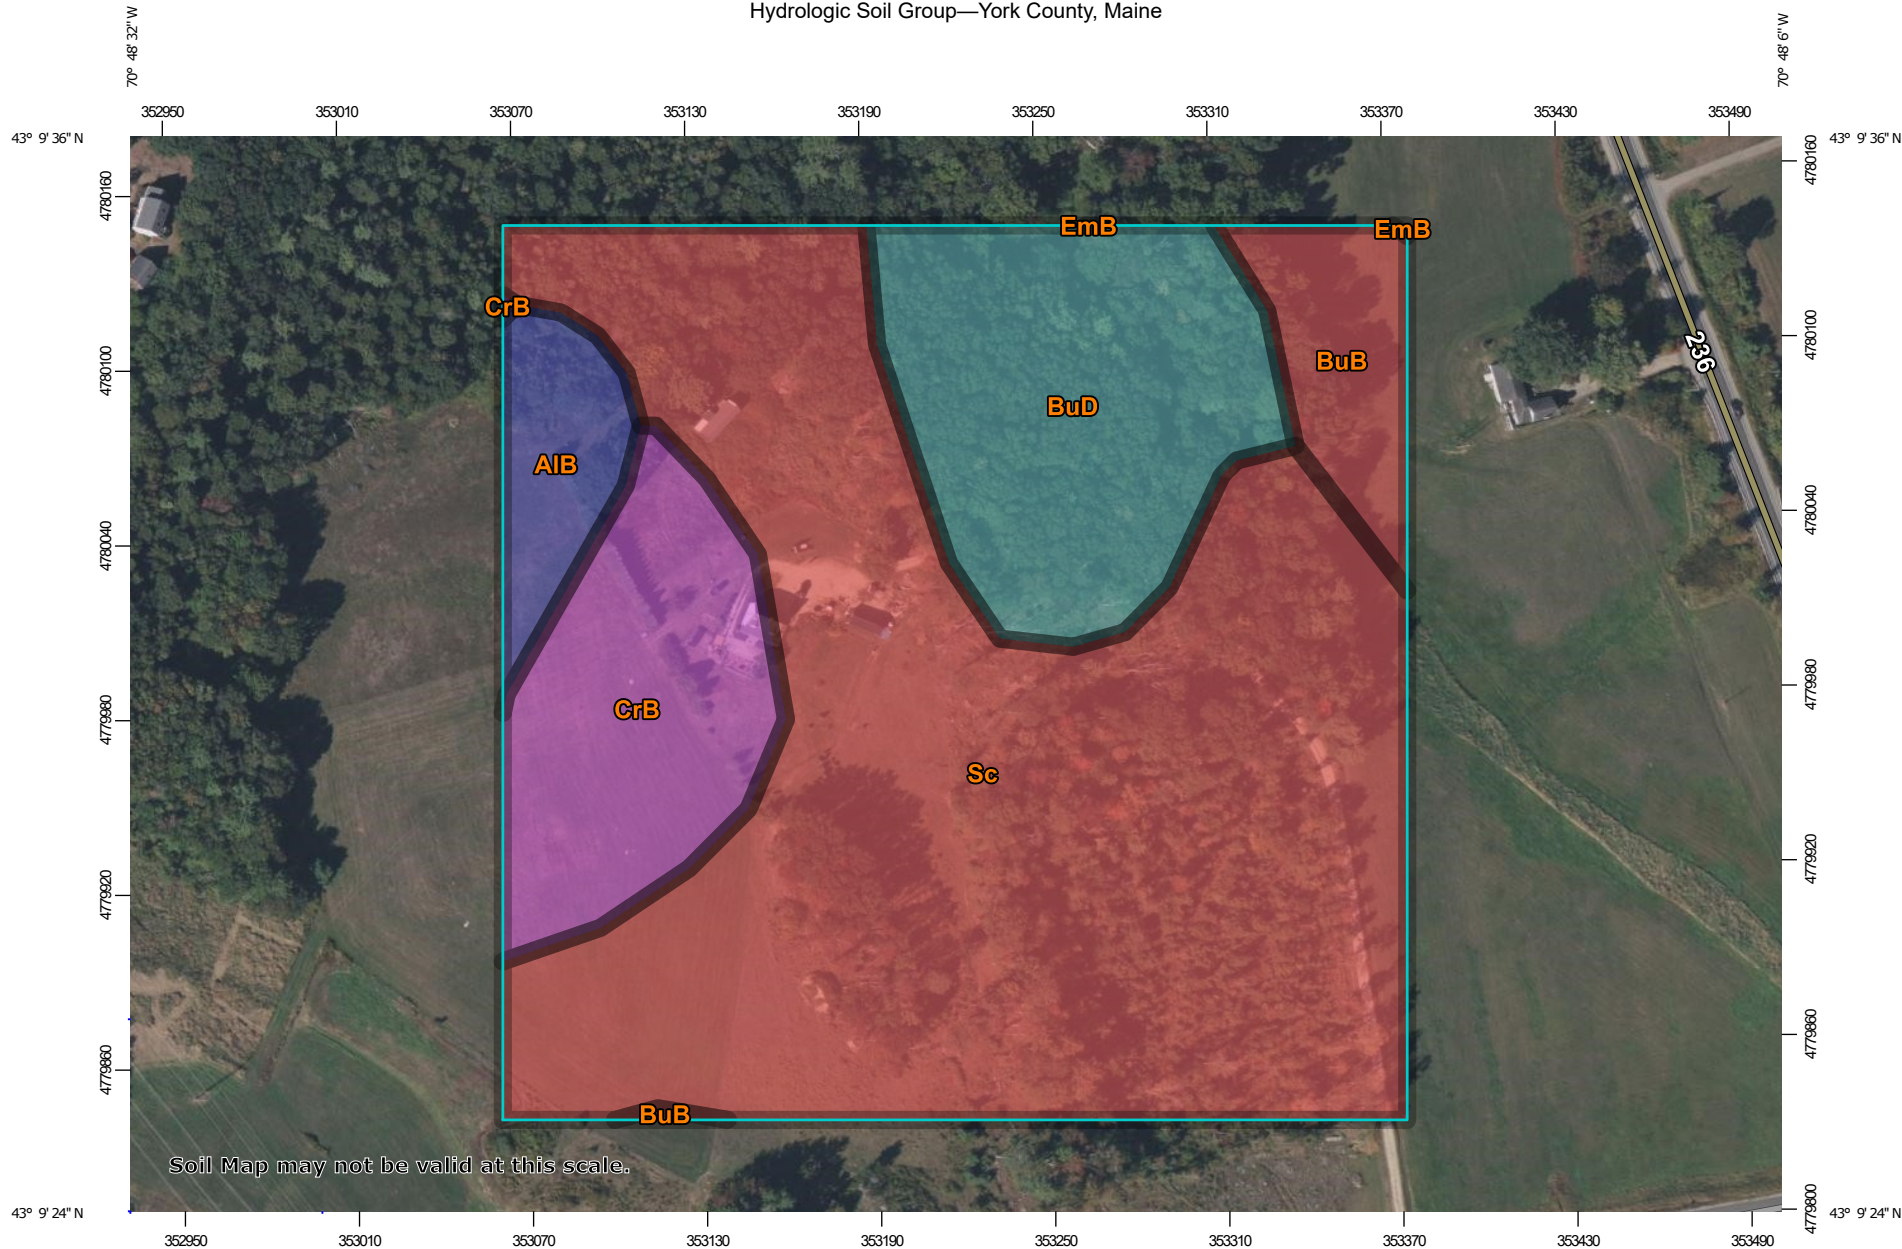 Hydrologic Soil Group—York County, Maine
70° 48' 32'' W
70° 48' 6'' W
352950 353010 353070 353130 353190 353250 353310 353370 353430 353490
43° 9' 36'' N
43° 9' 36'' N
4780160
4780100
4780040
4779980
4779920
4779860
4780160
4780100
4780040
4779980
4779920
4779860
4779800
EmB
EmB
CrB
236
BuB
BuD
AlB
CrB
Sc
BuB
Soil Map may not be valid at this scale.
43° 9' 24'' N
43° 9' 24'' N
352950 353010 353070 353130 353190 353250 353310 353370 353430 353490